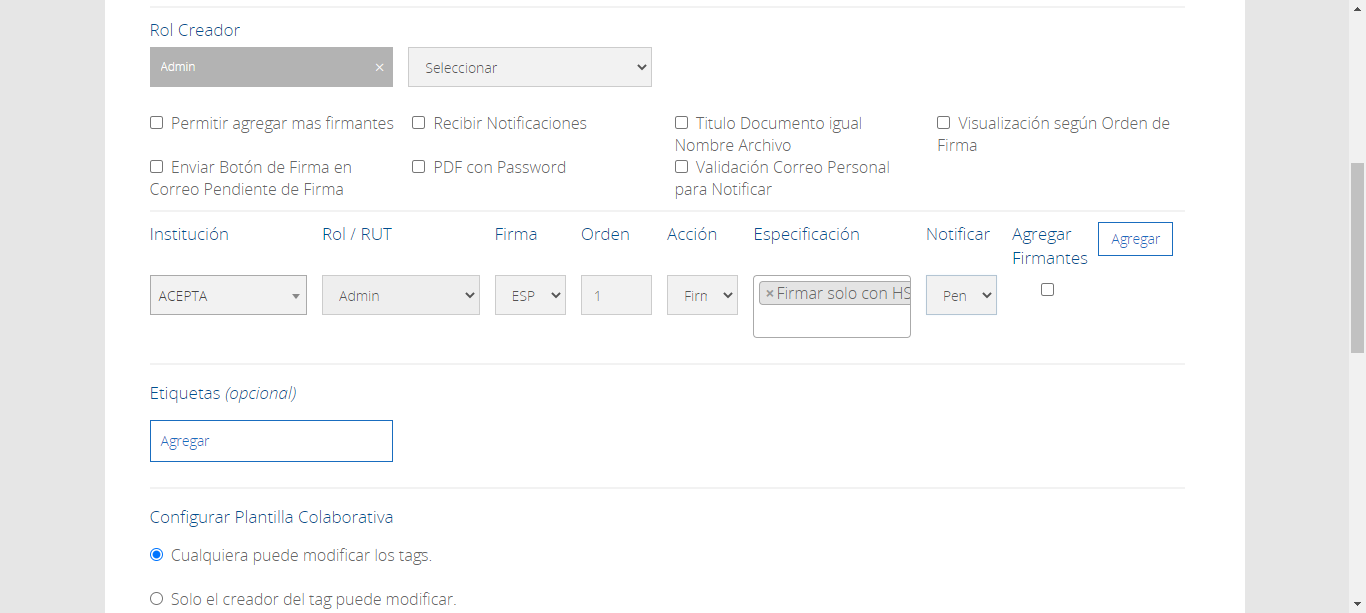 Rol Creador
Admin ×
Seleccionar
Permitir agregar mas firmantes
Recibir Notificaciones
Titulo Documento igual
Nombre Archivo
Visualización según Orden de
Firma
Enviar Botón de Firma en
Correo Pendiente de Firma
PDF con Password
Validación Correo Personal
para Notificar
Institución
Rol / RUT
Firma
Orden
Acción
Especificación
Notificar
Agregar
Firmantes
Agregar
ACEPTA
Admin
ESP
1
Firn
×Firmar solo con HS
Pen
Etiquetas (opcional)
Agregar
Configurar Plantilla Colaborativa
Cualquiera puede modificar los tags.
Solo el creador del tag puede modificar.